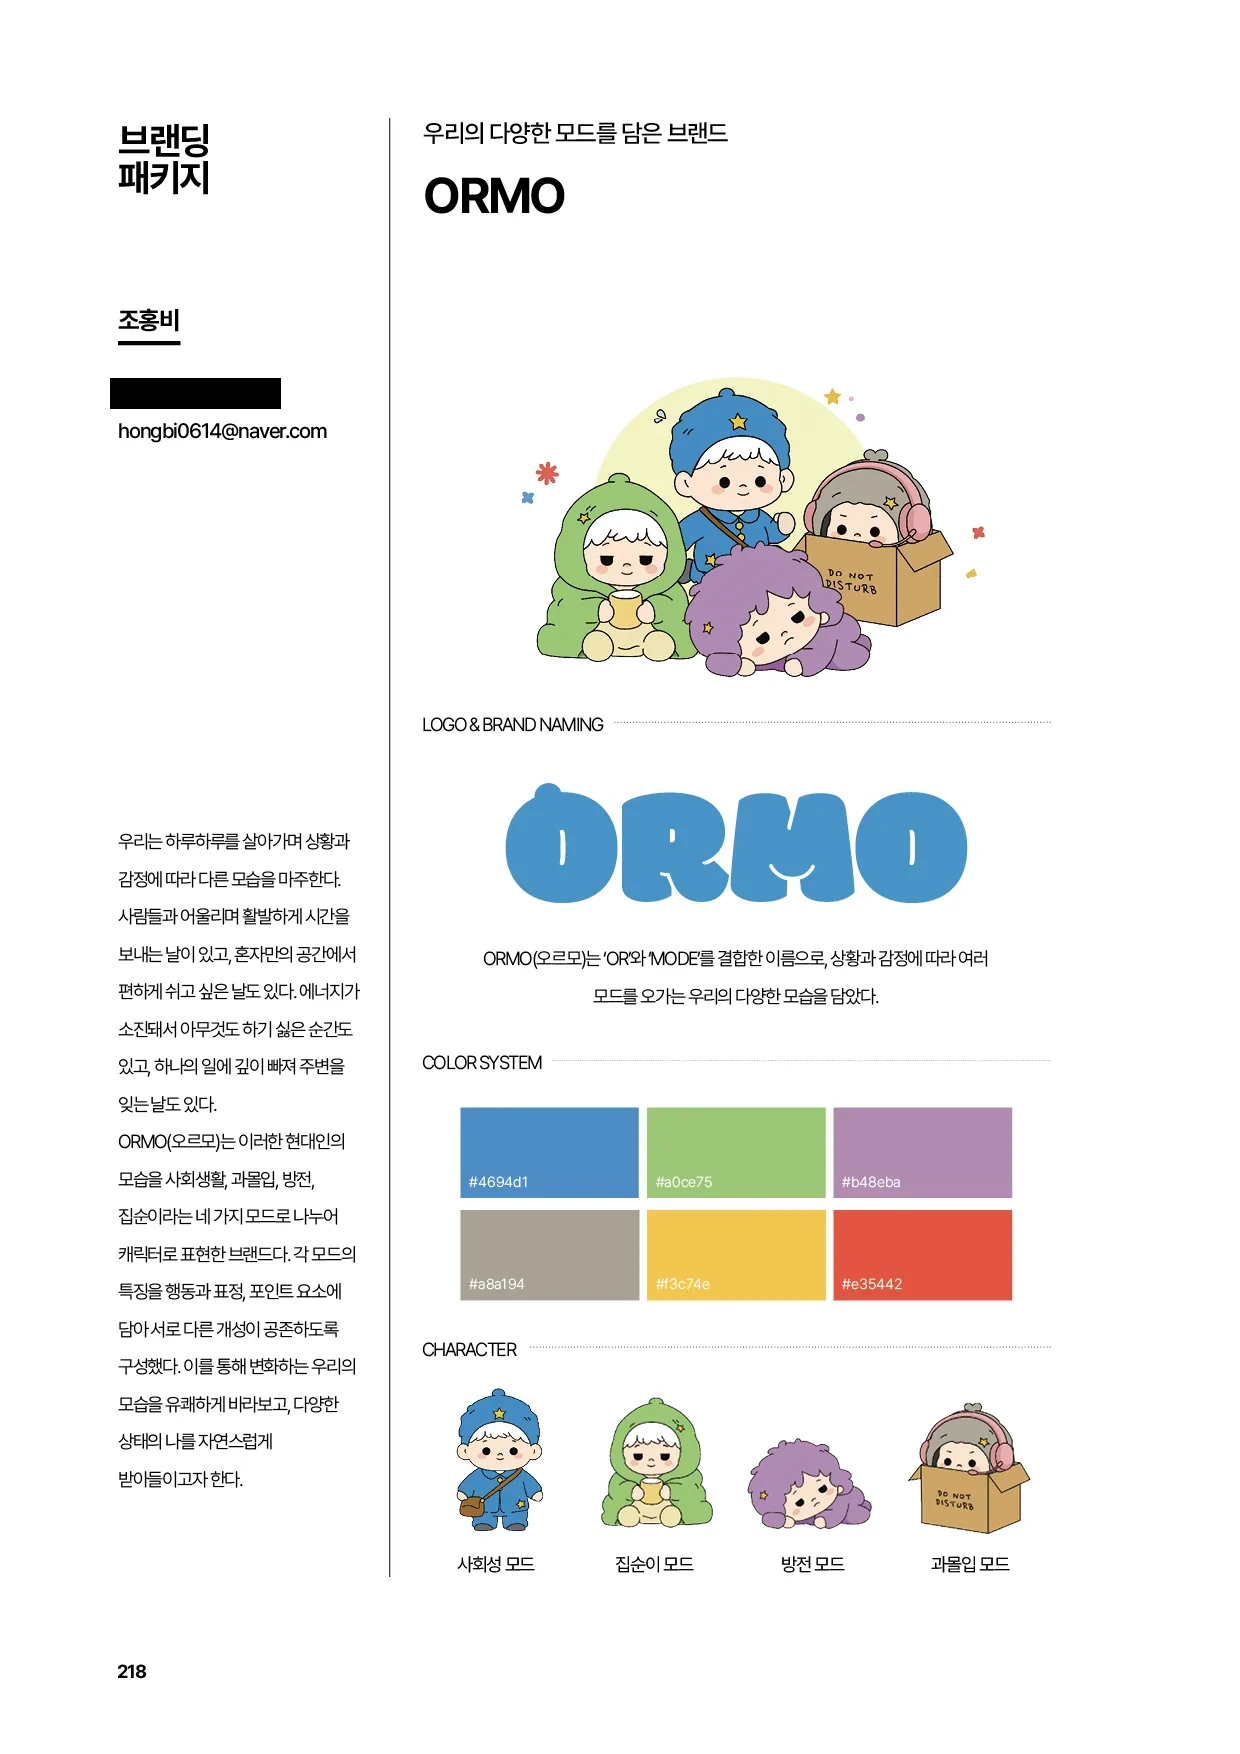 브랜딩
패키지
조홍비
hongbi0614@naver.com
우리는 하루하루를 살아가며 상황과
감정에 따라 다른 모습을 마주한다.
사람들과 어울리며 활발하게 시간을
보내는 날이 있고, 혼자만의 공간에서
편하게 쉬고 싶은 날도 있다. 에너지가
소진돼서 아무것도 하기 싫은 순간도
있고, 하나의 일에 깊이 빠져 주변을
잊는 날도 있다.
ORMO(오르모)는 이러한 현대인의
모습을 사회생활, 과몰입, 방전,
집순이라는 네 가지 모드로 나누어
캐릭터로 표현한 브랜드다. 각 모드의
특징을 행동과 표정, 포인트 요소에
담아 서로 다른 개성이 공존하도록
구성했다. 이를 통해 변화하는 우리의
모습을 유쾌하게 바라보고, 다양한
상태의 나를 자연스럽게
받아들이고자 한다.
218
우리의 다양한 모드를 담은 브랜드
ORMO
DO NOT
DISTURB
LOGO & BRAND NAMING
ORMO
ORMO(오르모)는 ‘OR’와 ‘MODE’를 결합한 이름으로, 상황과 감정에 따라 여러
모드를 오가는 우리의 다양한 모습을 담았다.
COLOR SYSTEM
#4694d1
#a0ce75
#b48eba
#a8a194
#f3c74e
#e35442
CHARACTER
DO NOT
DISTURB
사회성 모드
집순이 모드
방전 모드
과몰입 모드